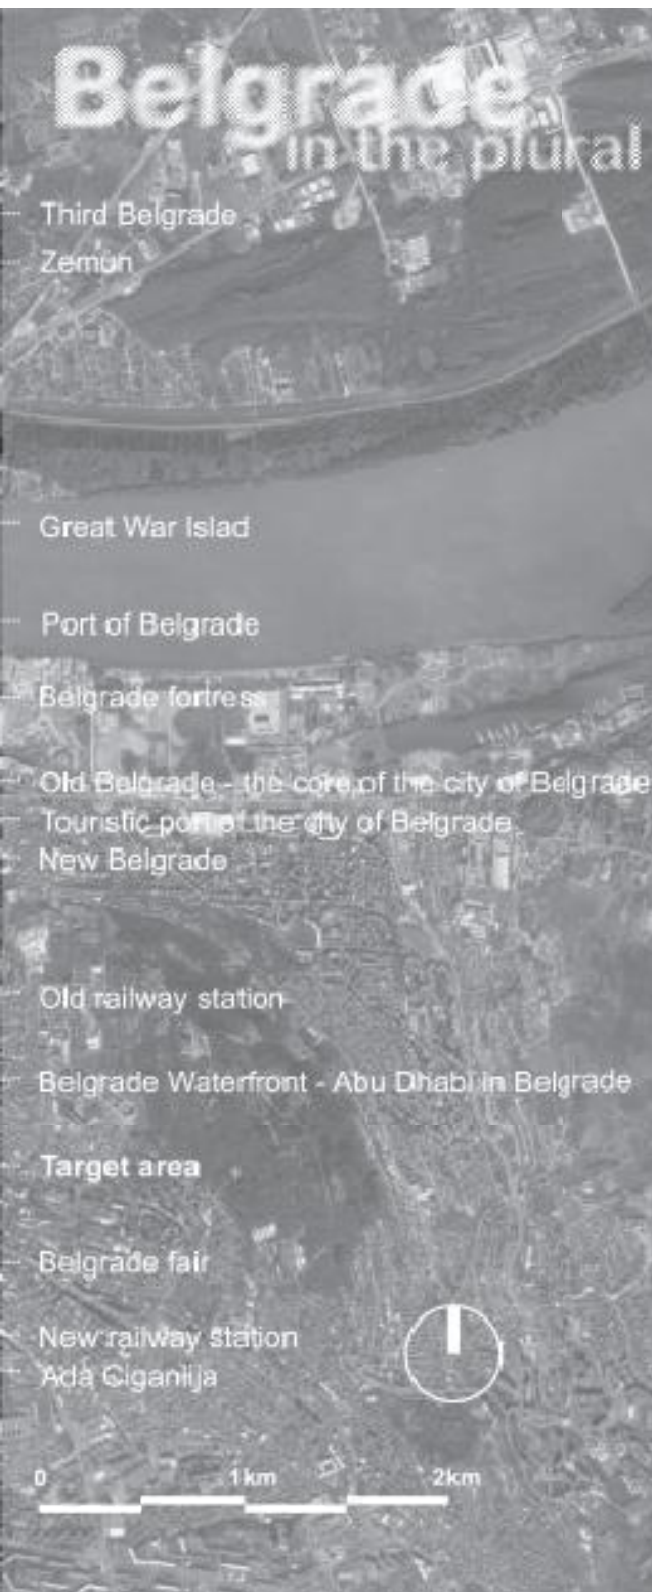 Belgrade
in the plural
Third Belgrade
Zemun
Great War Islad
Port of Belgrade
Belgrade fortress
Old Belgrade - the core of the city of Belgrade
Touristic port of the city of Belgrade
New Belgrade
Old railway station
Belgrade Waterfront - Abu Dhabi in Belgrade
Target area
Belgrade fair
New railway station
Ada Ciganlija
0 1km 2km